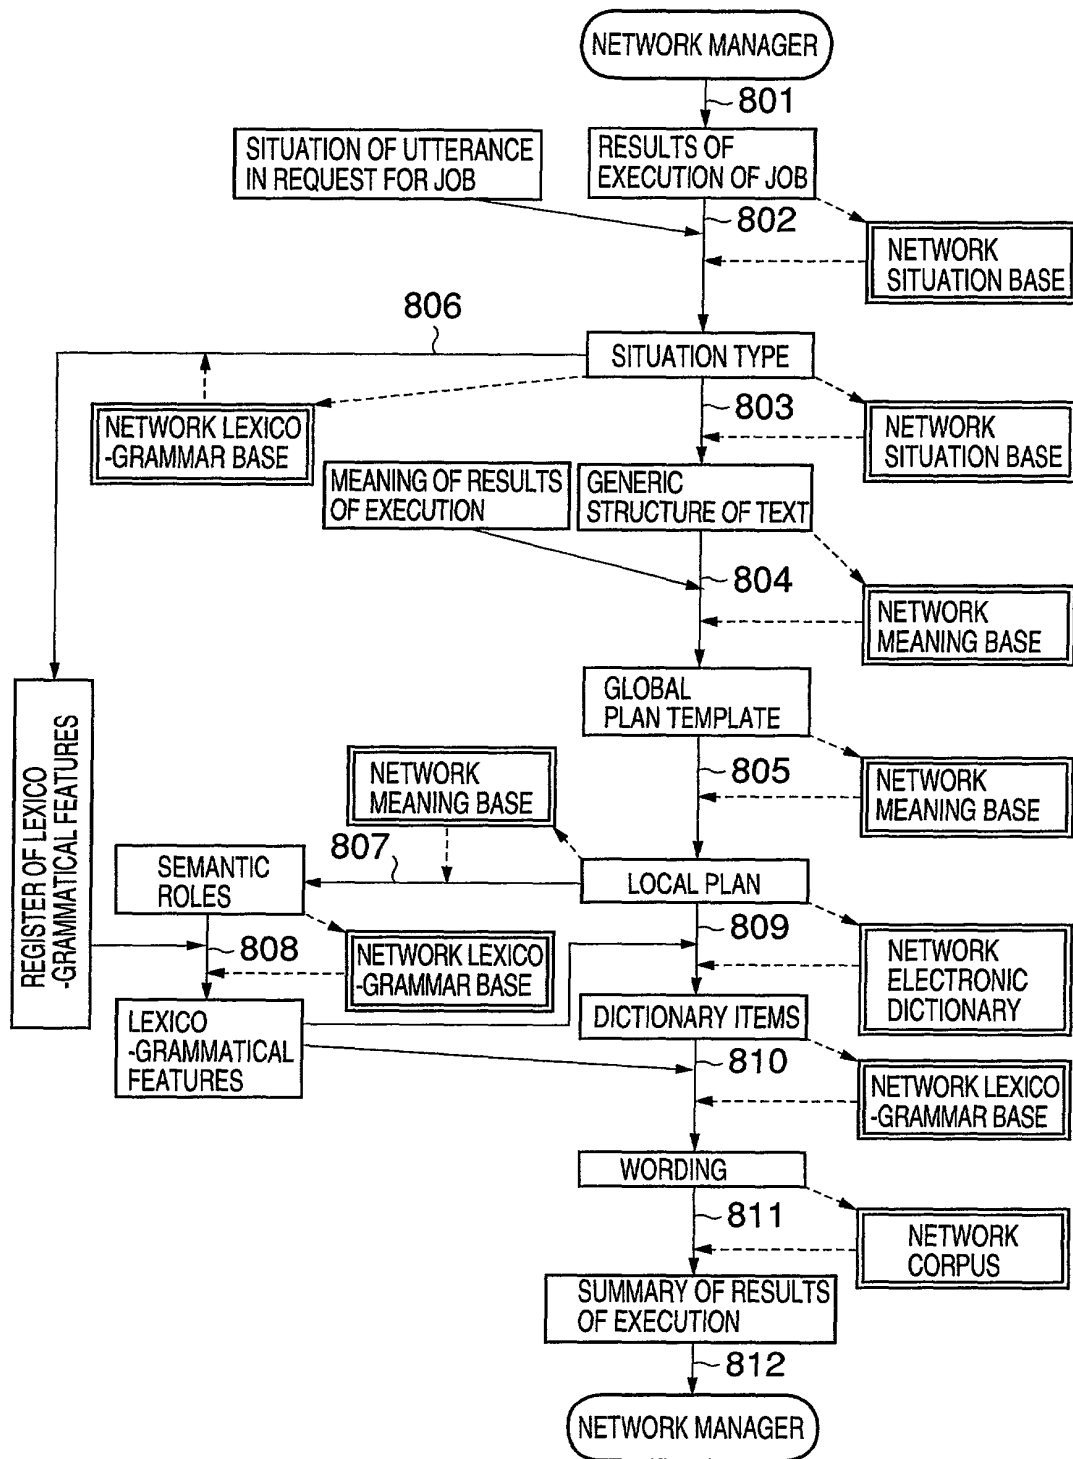 NETWORK MANAGER
801
SITUATION OF UTTERANCE
IN REQUEST FOR JOB
RESULTS OF
EXECUTION OF JOB
802
NETWORK
SITUATION BASE
806
SITUATION TYPE
803
NETWORK LEXICO
-GRAMMAR BASE
NETWORK
SITUATION BASE
MEANING OF RESULTS
OF EXECUTION
GENERIC
STRUCTURE OF TEXT
804
NETWORK
MEANING BASE
GLOBAL
PLAN TEMPLATE
REGISTER OF LEXICO
-GRAMMATICAL FEATURES
805
NETWORK
MEANING BASE
NETWORK
MEANING BASE
807
SEMANTIC
ROLES
LOCAL PLAN
809
808
NETWORK LEXICO
-GRAMMAR BASE
NETWORK
ELECTRONIC
DICTIONARY
LEXICO
-GRAMMATICAL
FEATURES
DICTIONARY ITEMS
810
NETWORK LEXICO
-GRAMMAR BASE
WORDING
811
NETWORK
CORPUS
SUMMARY OF RESULTS
OF EXECUTION
812
NETWORK MANAGER